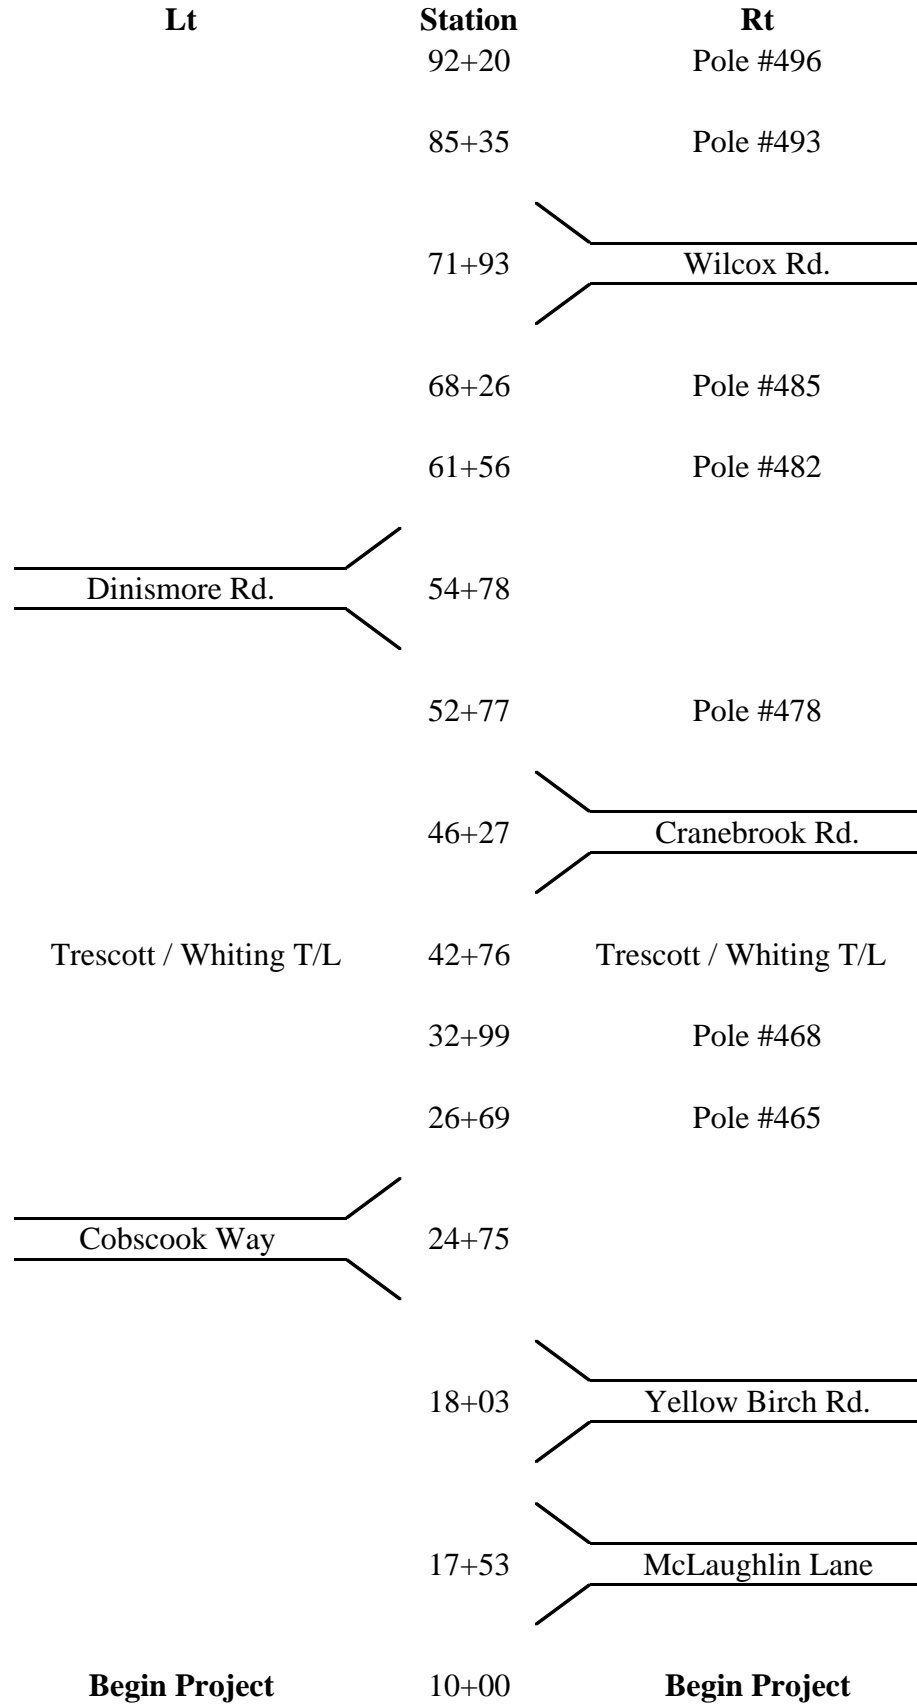 Lt Station Rt
92+20 Pole #496
85+35 Pole #493
71+93 Wilcox Rd.
68+26 Pole #485
61+56 Pole #482
Dinismore Rd. 54+78
52+77 Pole #478
46+27 Cranebrook Rd.
Trescott / Whiting T/L 42+76 Trescott / Whiting T/L
32+99 Pole #468
26+69 Pole #465
Cobscook Way 24+75
18+03 Yellow Birch Rd.
17+53 McLaughlin Lane
Begin Project 10+00 Begin Project